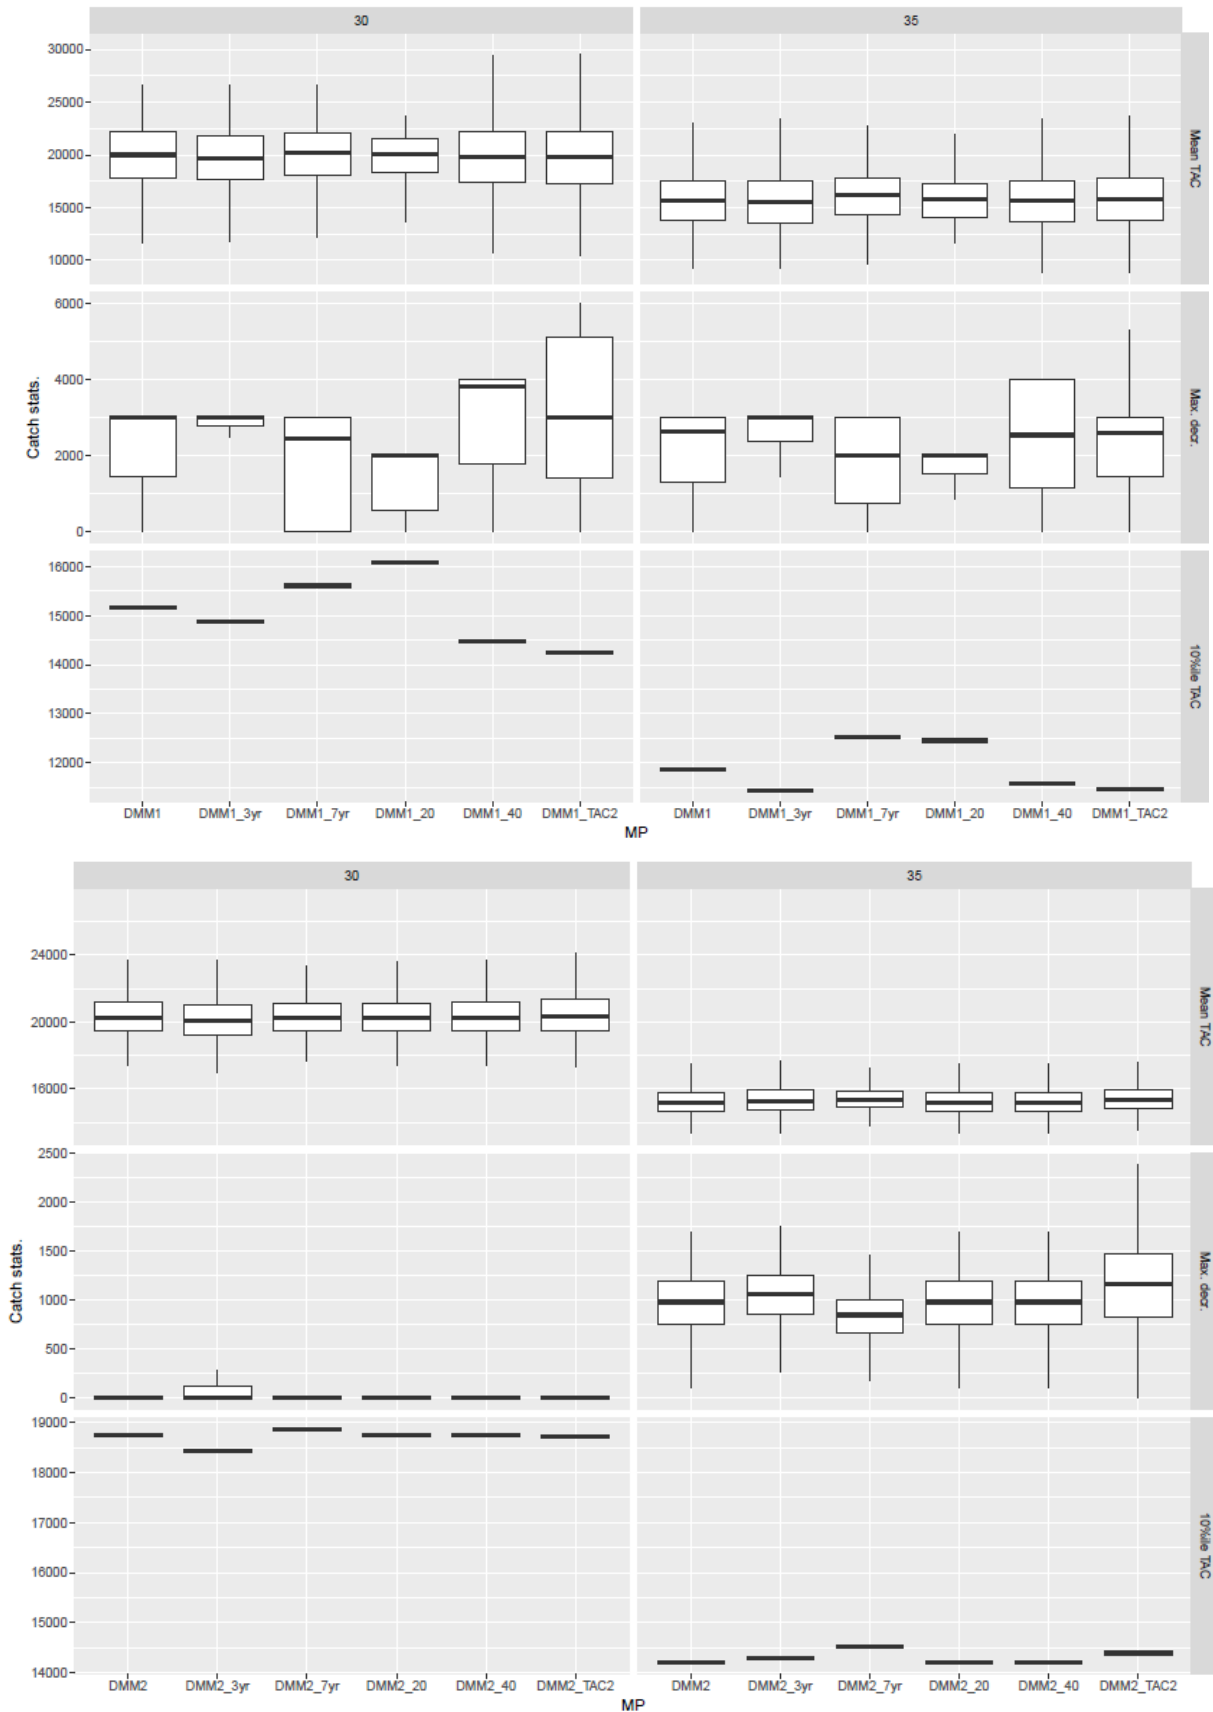 30 35
30000
25000
20000
15000
10000
Mean TAC
6000
4000
2000
0
Max. decr.
Catch stats.
16000
15000
14000
13000
12000
10%ile TAC
DMM1 DMM1_3yr DMM1_7yr DMM1_20 DMM1_40 DMM1_TAC2 DMM1 DMM1_3yr DMM1_7yr DMM1_20 DMM1_40 DMM1_TAC2
MP
30 35
24000
20000
16000
Mean TAC
2500
2000
1500
1000
500
0
Max. decr.
Catch stats.
19000
18000
17000
16000
15000
14000
10%ile TAC
DMM2 DMM2_3yr DMM2_7yr DMM2_20 DMM2_40 DMM2_TAC2 DMM2 DMM2_3yr DMM2_7yr DMM2_20 DMM2_40 DMM2_TAC2
MP